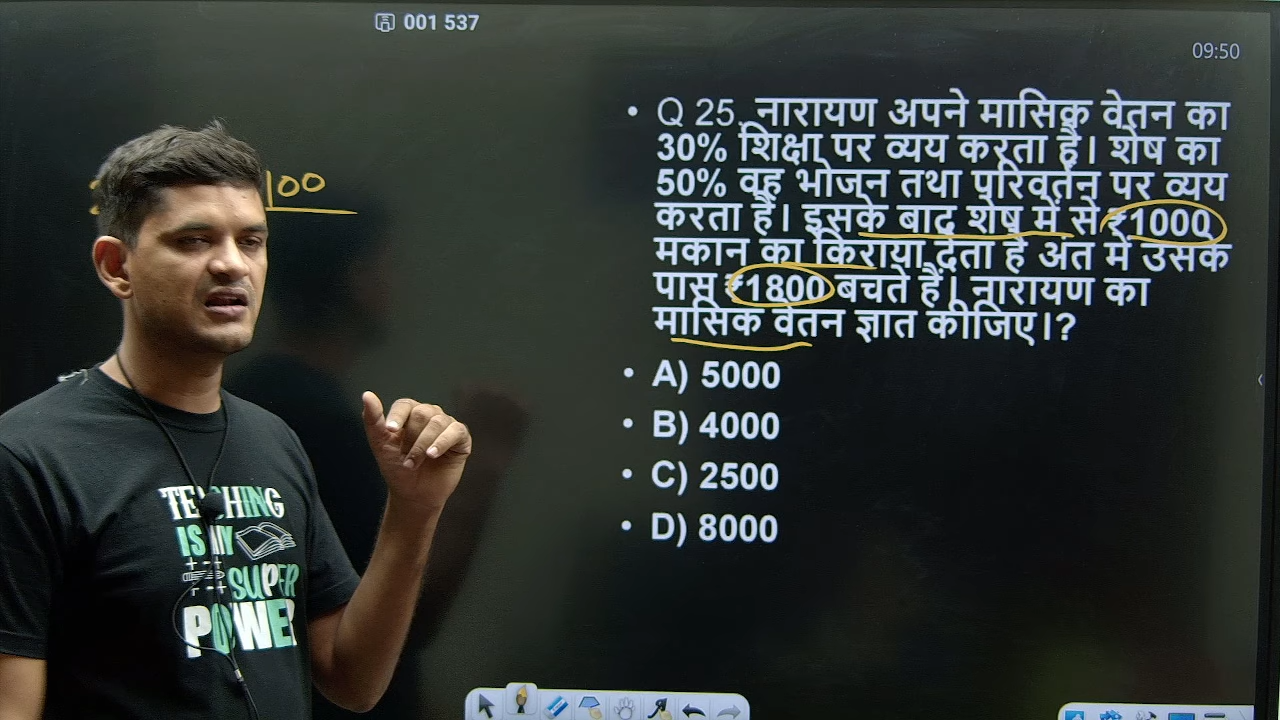 001 537
09:50
• Q 25. नारायण अपने मासिक वेतन का
30% शिक्षा पर व्यय करता है। शेष का
50% वह भोजन तथा परिवर्तन पर व्यय
करता है। इसके बाद शेष में से ₹1000
मकान का किराया देता है अंत में उसके
पास ₹1800 बचते हैं। नारायण का
मासिक वेतन ज्ञात कीजिए।?
• A) 5000
• B) 4000
• C) 2500
• D) 8000
100
TEACHING
IS MY
SUPER
POWER